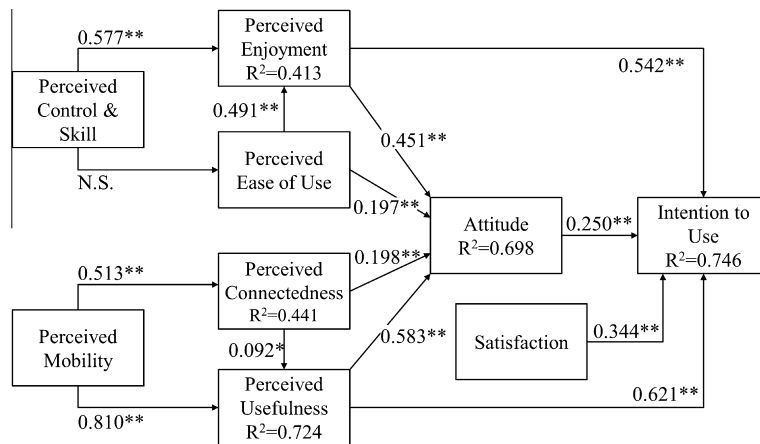 0.577**
Perceived
Enjoyment
R²=0.413
0.542**
Perceived
Control &
Skill
0.491**
0.451**
N.S.
Perceived
Ease of Use
0.197**
Attitude
R²=0.698
0.250**
Intention to
Use
R²=0.746
0.513**
Perceived
Connectedness
R²=0.441
0.198**
Perceived
Mobility
0.092*
0.583**
Satisfaction
0.344**
0.810**
Perceived
Usefulness
R²=0.724
0.621**